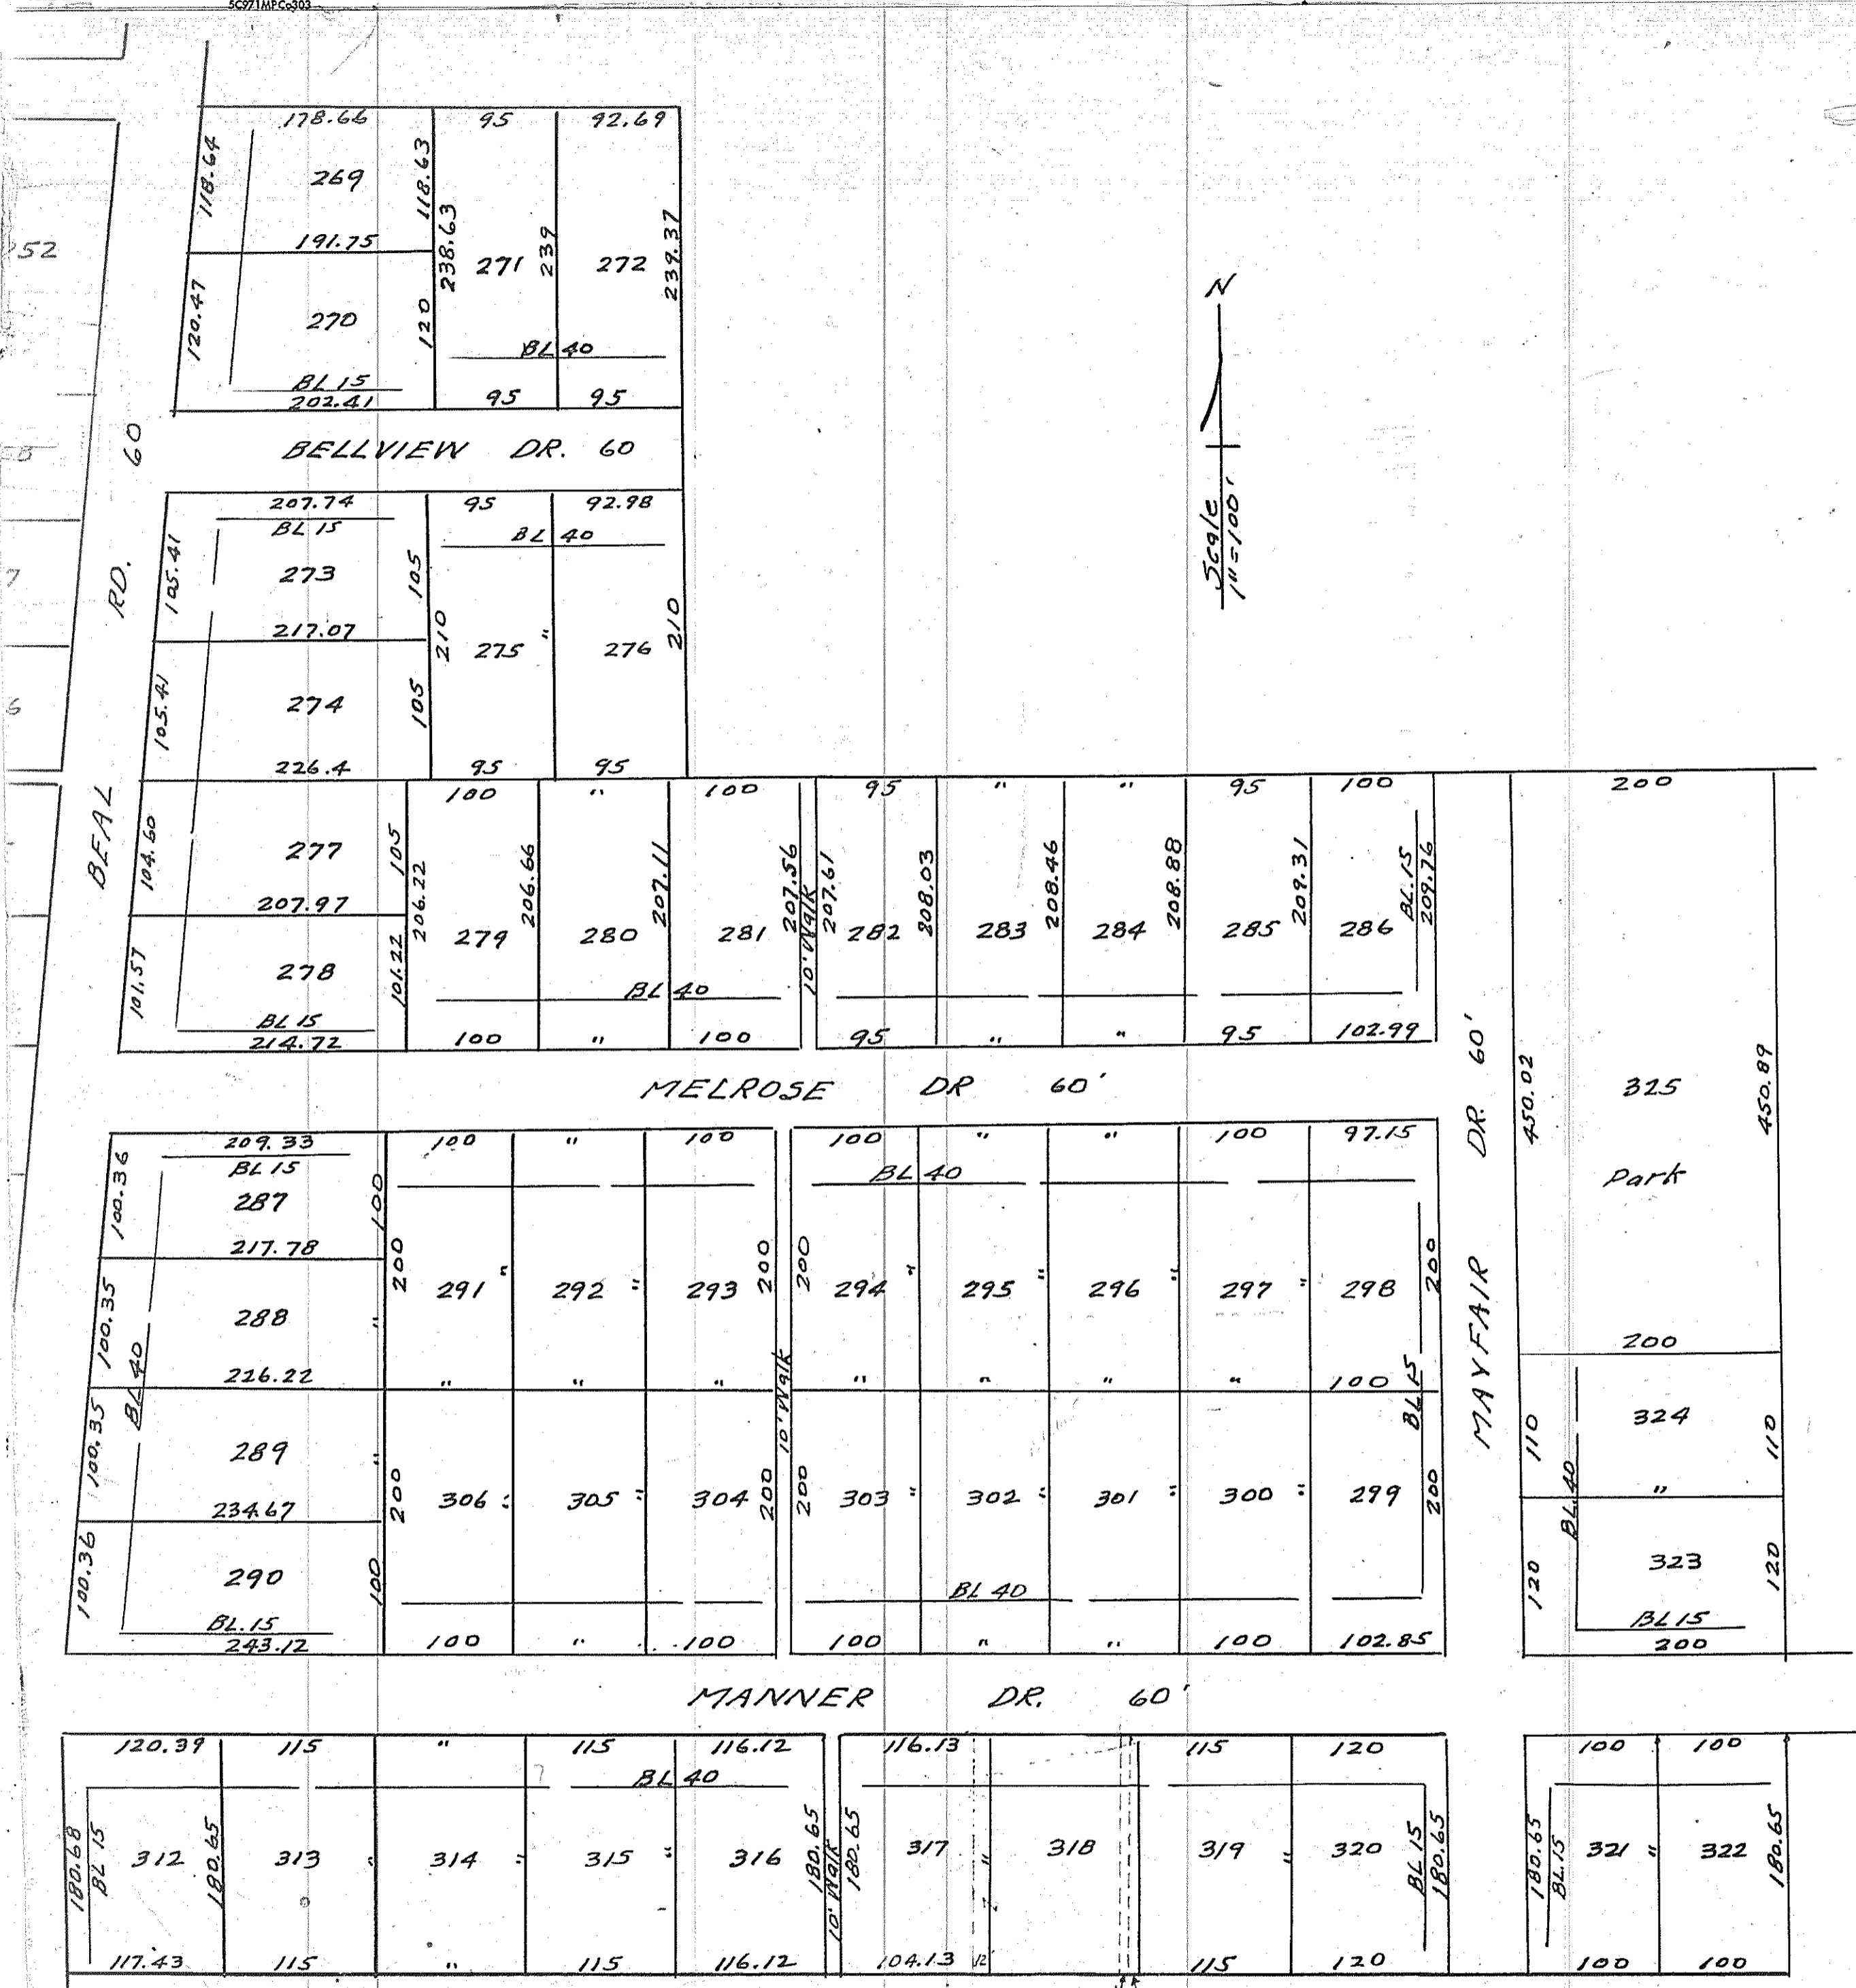 5C971MPCo303
178.66 95 92.69
118.64 269 118.63
191.75
238.63 271 239 272 239.37
120.47 270 120
BL 40
BL 15
202.41 95 95
52
BELLVIEW DR. 60
BEAL RD. 60
207.74 95 92.98
BL 15 BL 40
105.41 273 105
217.07
210 275 " 276 210
105.41 274 105
226.4 95 95
7
6
N
Scale
1"=100'
100 " 100 95 " " 95 100 200
104.60 277 105
207.97
206.22 206.66 207.11 207.56 207.61 208.03 208.46 208.88 209.31 BL.15 209.76
10' Walk
279 280 281 282 283 284 285 286
101.57 278 101.22
BL 40
BL 15
214.72 100 " 100 95 " " 95 102.99
MELROSE DR 60'
MAYFAIR DR. 60'
450.02 325 450.89
Park
200
209.33 100 " 100 100 " " 100 97.15
BL 15 BL 40
100.36 287 100
217.78
200 291 " 292 " 293 200 200 294 " 295 " 296 " 297 " 298 200
100.35 288 "
BL 40
226.22 " " " " " " " 100
10' Walk
BL 15
100.35 289 "
234.67
200 306 " 305 " 304 200 200 303 " 302 " 301 " 300 " 299 200
100.36 290 100
BL 40
BL.15
243.12 100 " 100 100 " " 100 102.85
110 324 110
BL.40
"
120 323 120
BL 15
200
MANNER DR. 60'
120.39 115 " 115 116.12 116.13 115 120 100 100
BL 40
180.68 BL 15 312 180.65 313 " 314 " 315 " 316 180.65 10' Walk 180.65 317 " 318 319 " 320 BL 15 180.65 180.65 BL.15 321 " 322 180.65
117.43 115 " 115 116.12 104.13 12' 115 120 100 100